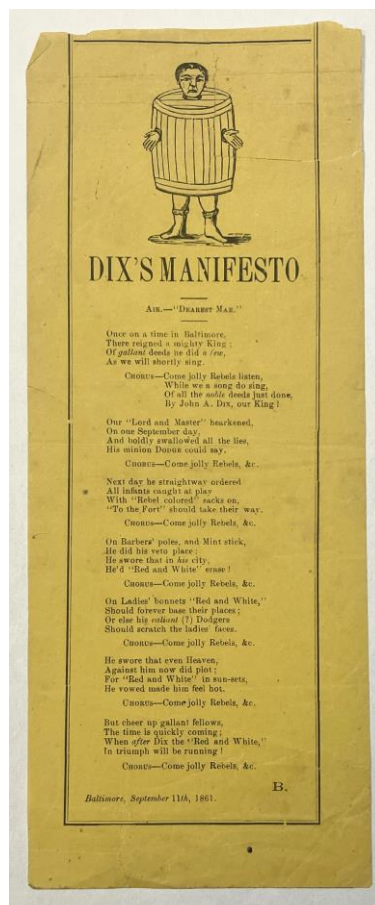 DIX'S MANIFESTO
AIR.—"DEAREST MAE."
Once on a time in Baltimore,
There reigned a mighty King;
Of gallant deeds he did a few,
As we will shortly sing.
CHORUS—Come jolly Rebels listen,
While we a song do sing,
Of all the noble deeds just done,
By John A. DIX, our King!
Our "Lord and Master" hearkened,
On one September day,
And boldly swallowed all the lies,
His minion DODGE could say.
CHORUS—Come jolly Rebels, &c.
Next day he straightway ordered
All infants caught at play
With "Rebel colored" sacks on,
"To the Fort" should take their way.
CHORUS—Come jolly Rebels, &c.
On Barbers' poles, and Mint stick,
He did his veto place;
He swore that in his city,
He'd "Red and White" erase!
CHORUS—Come jolly Rebels, &c.
On Ladies' bonnets "Red and White,"
Should forever base their places;
Or else his valiant (?) Dodgers
Should scratch the ladies' faces.
CHORUS—Come jolly Rebels, &c.
He swore that even Heaven,
Against him now did plot;
For "Red and White" in sun-sets,
He vowed made him feel hot.
CHORUS—Come jolly Rebels, &c.
But cheer up gallant fellows,
The time is quickly coming;
When after Dix the "Red and White,"
In triumph will be running!
CHORUS—Come jolly Rebels, &c.
B.
Baltimore, September 11th, 1861.